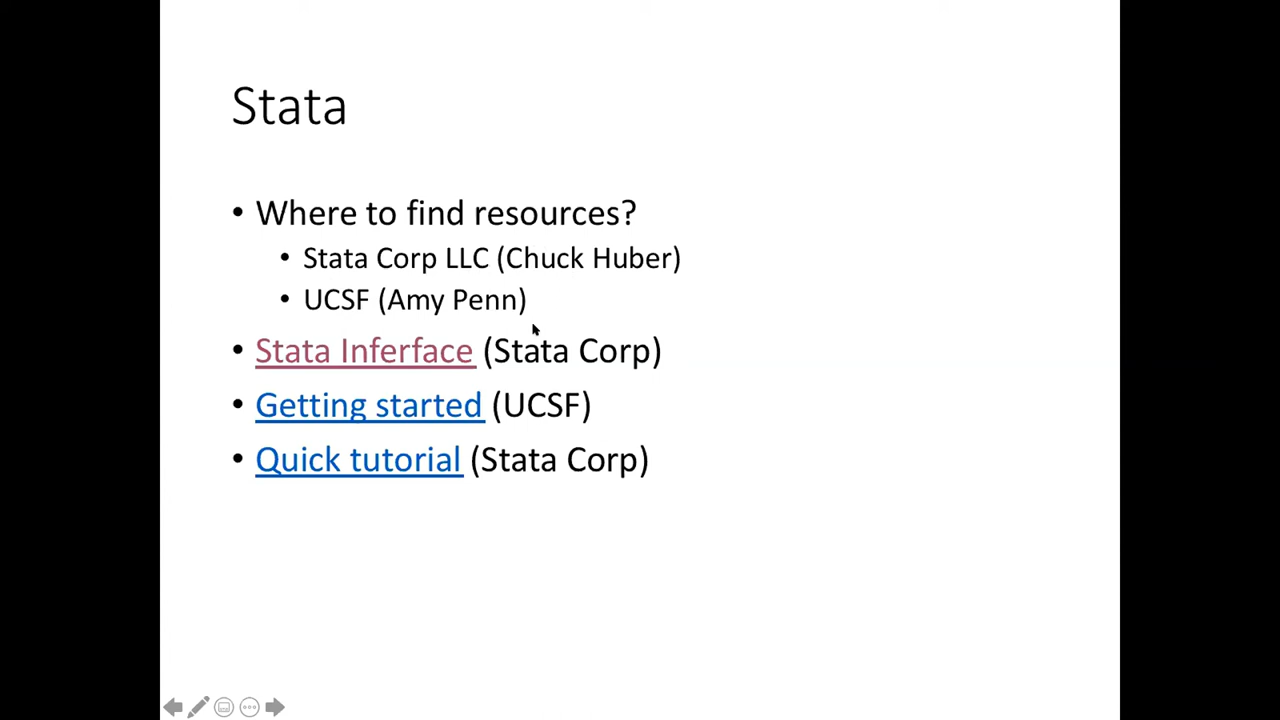 Stata
• Where to find resources?
• Stata Corp LLC (Chuck Huber)
• UCSF (Amy Penn)
• Stata Inferface (Stata Corp)
• Getting started (UCSF)
• Quick tutorial (Stata Corp)